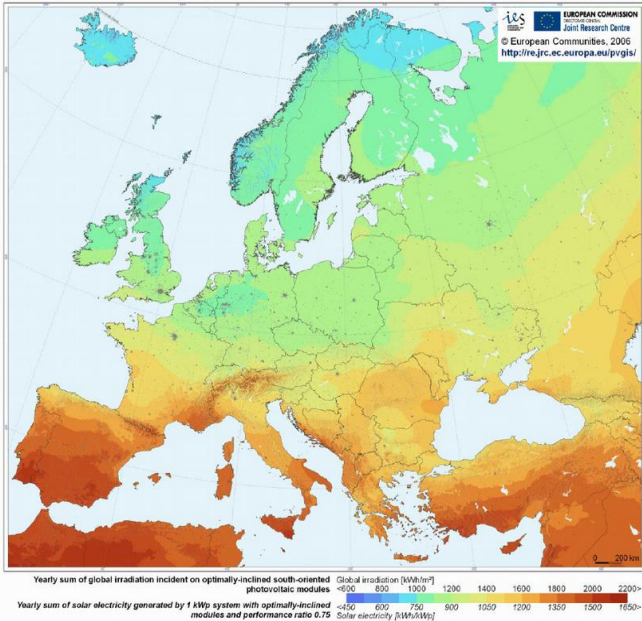 ies
EUROPEAN COMMISSION
DIRECTORATE-GENERAL
Joint Research Centre
© European Communities, 2006
http://re.jrc.ec.europa.eu/pvgis/
0 200 km
Yearly sum of global irradiation incident on optimally-inclined south-oriented
photovoltaic modules
Global irradiation [kWh/m²]
<600 800 1000 1200 1400 1600 1800 2000 2200>
<450 600 750 900 1050 1200 1350 1500 1650>
Yearly sum of solar electricity generated by 1 kWp system with optimally-inclined
modules and performance ratio 0.75
Solar electricity [kWh/kWp]